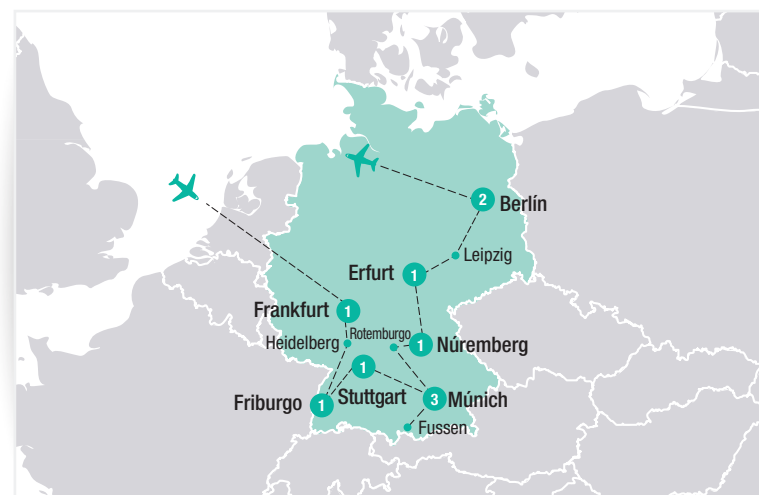 2 Berlín
Leipzig
Erfurt 1
Frankfurt 1
Rotemburgo
Heidelberg
1 Núremberg
1
Stuttgart
Friburgo 1
3 Múnich
Fussen